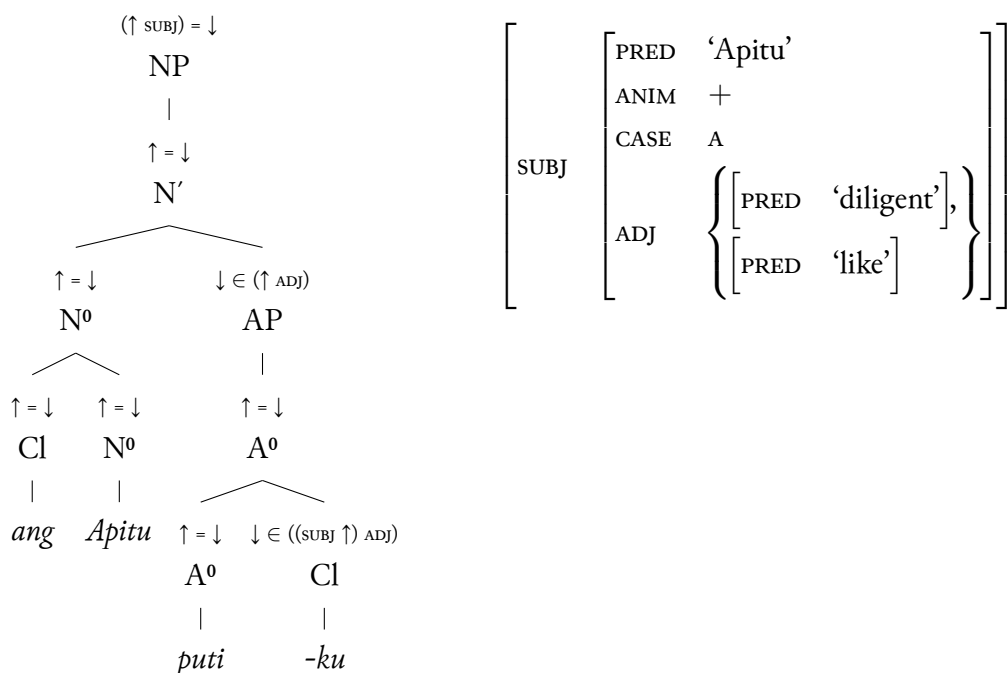 (↑ SUBJ) = ↓
NP
↑ = ↓
N′
↑ = ↓ ↓ ∈ (↑ ADJ)
N⁰ AP
↑ = ↓ ↑ = ↓ ↑ = ↓
Cl N⁰ A⁰
ang Apitu ↑ = ↓ ↓ ∈ ((SUBJ ↑) ADJ)
A⁰ Cl
puti -ku
PRED ‘Apitu’
ANIM +
CASE A
SUBJ
[PRED ‘diligent’],
ADJ
[PRED ‘like’]